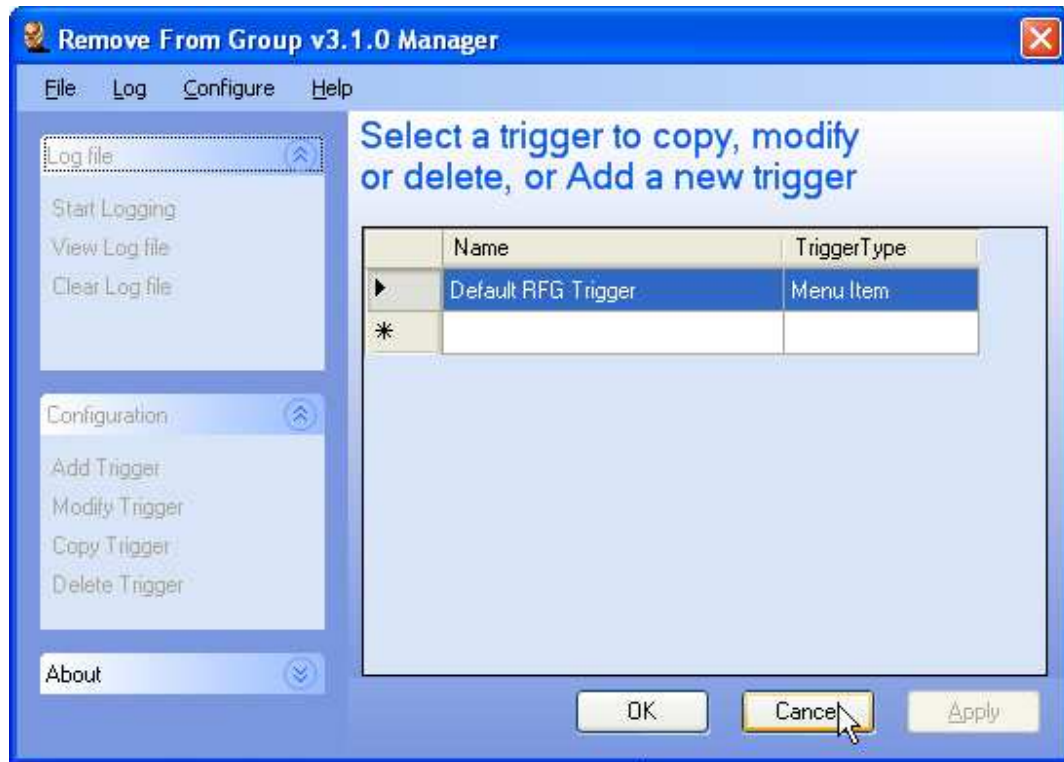 Remove From Group v3.1.0 Manager
File Log Configure Help
Log file
Start Logging
View Log file
Clear Log file
Configuration
Add Trigger
Modify Trigger
Copy Trigger
Delete Trigger
About
Select a trigger to copy, modify
or delete, or Add a new trigger
Name TriggerType
Default RFG Trigger Menu Item
OK Cancel Apply